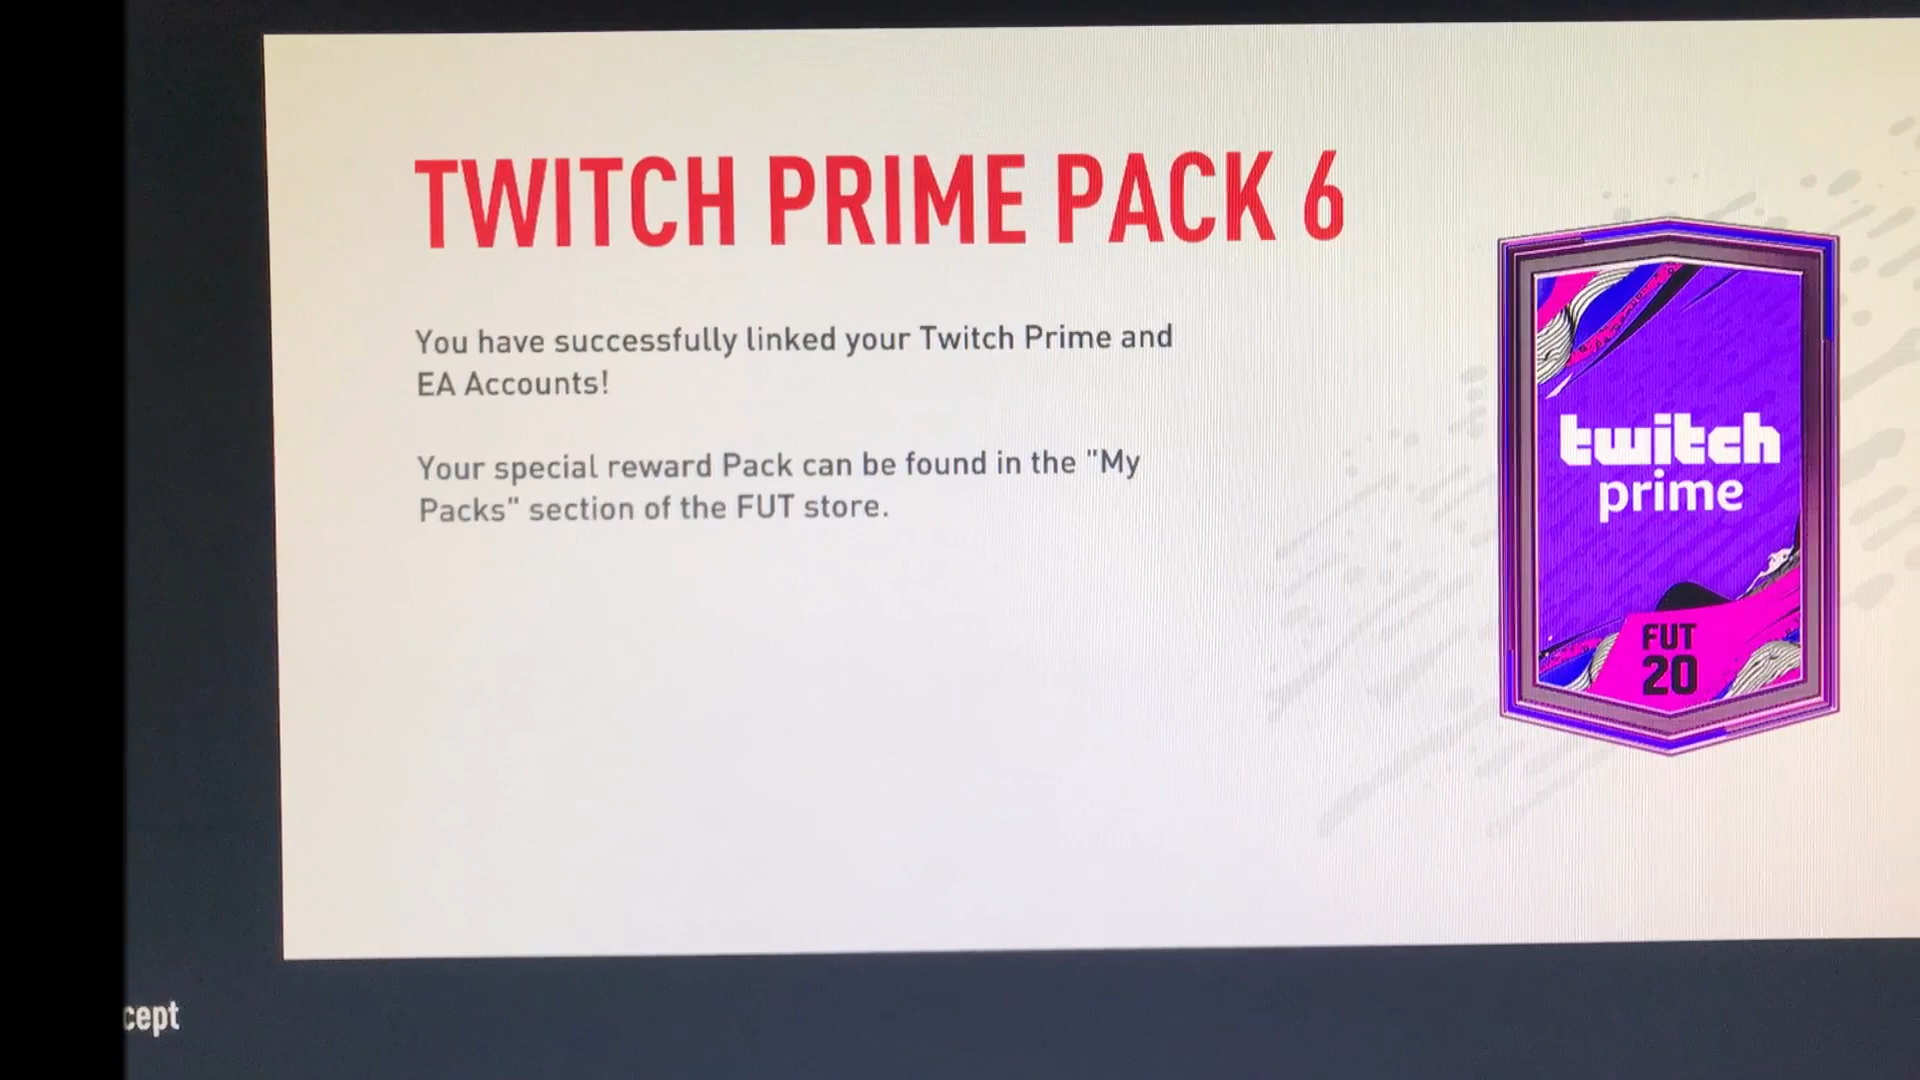 TWITCH PRIME PACK 6
You have successfully linked your Twitch Prime and
EA Accounts!
Your special reward Pack can be found in the "My
Packs" section of the FUT store.
twitch
prime
FUT
20
cept